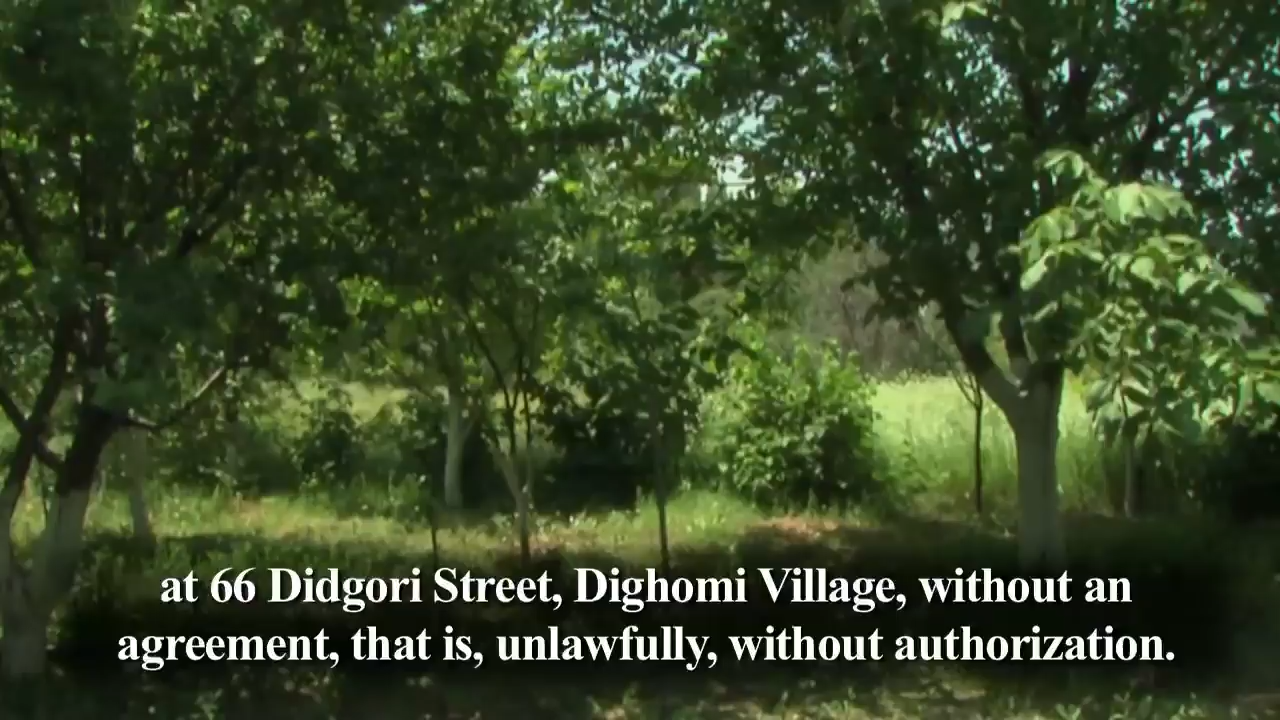 at 66 Didgori Street, Dighomi Village, without an
agreement, that is, unlawfully, without authorization.